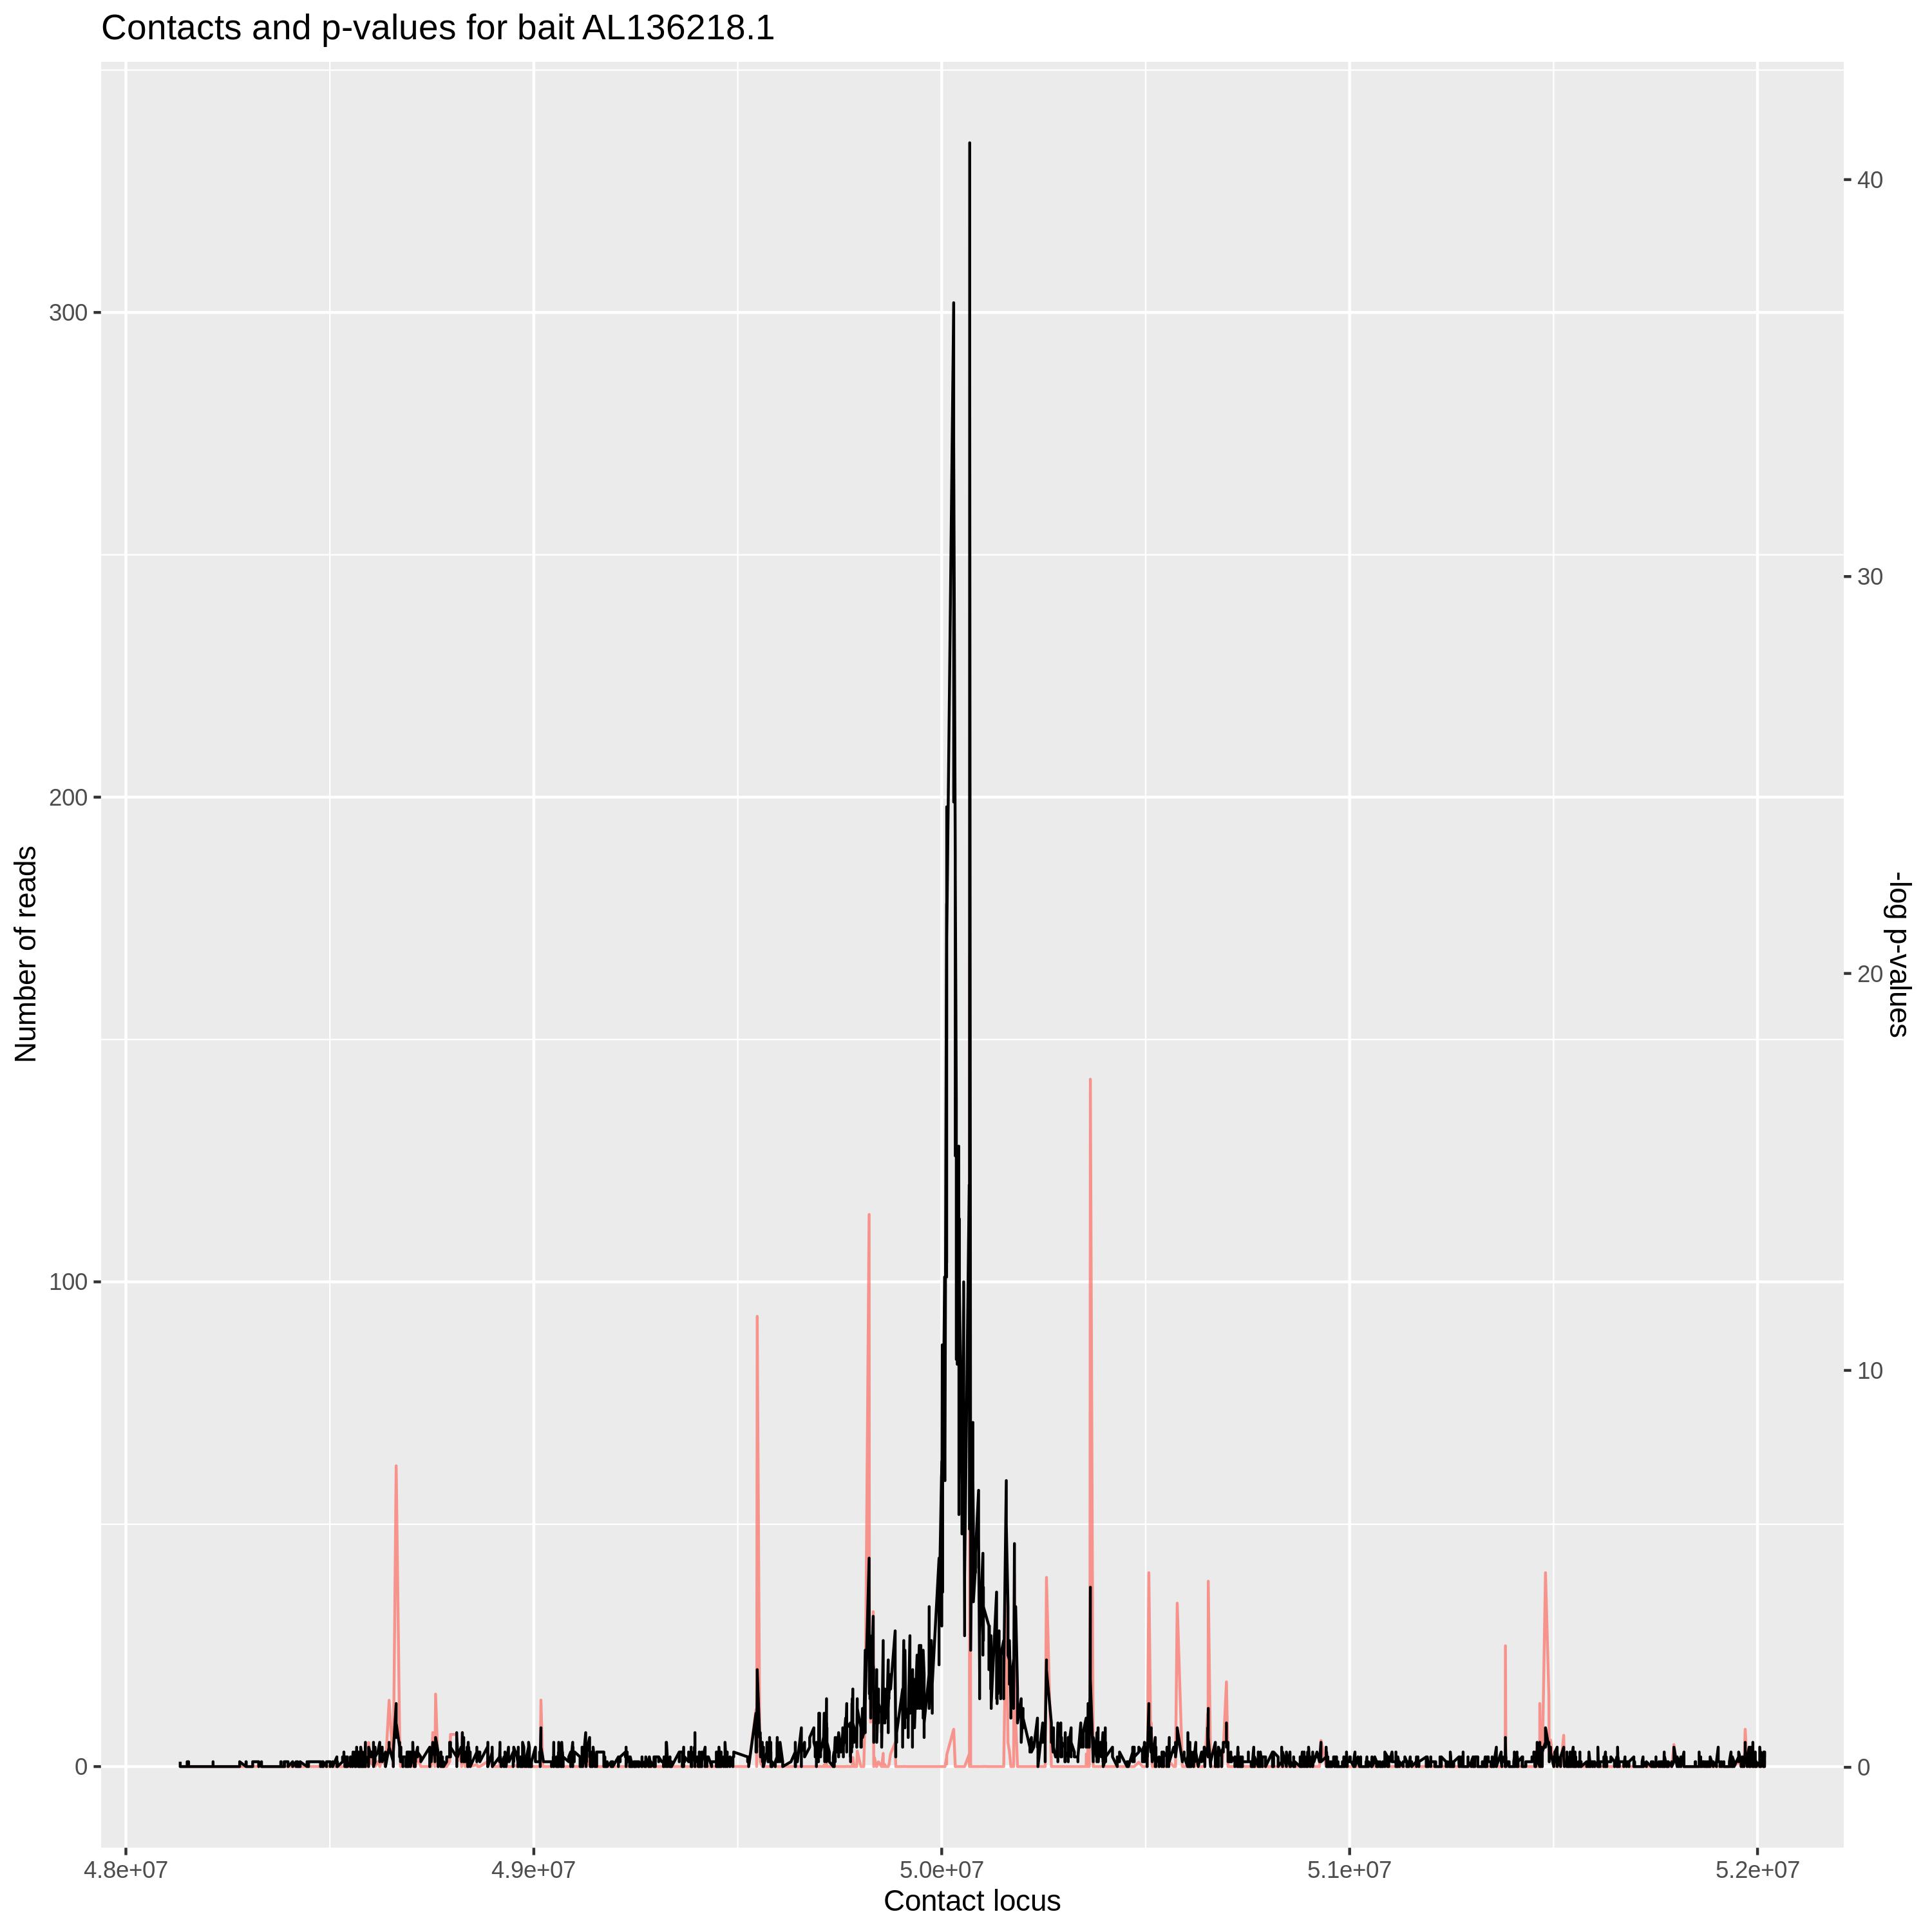 Contacts and p-values for bait AL136218.1
Number of reads
300
200
100
0
40
30
20
10
0
-log p-values
4.8e+07 4.9e+07 5.0e+07 5.1e+07 5.2e+07
Contact locus